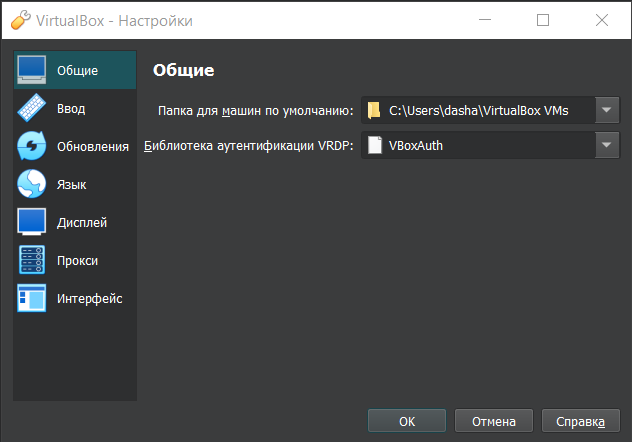 VirtualBox - Настройки
Общие
Ввод
Обновления
Язык
Дисплей
Прокси
Интерфейс
Общие
Папка для машин по умолчанию: C:\Users\dasha\VirtualBox VMs
Библиотека аутентификации VRDP: VBoxAuth
OK Отмена Справка